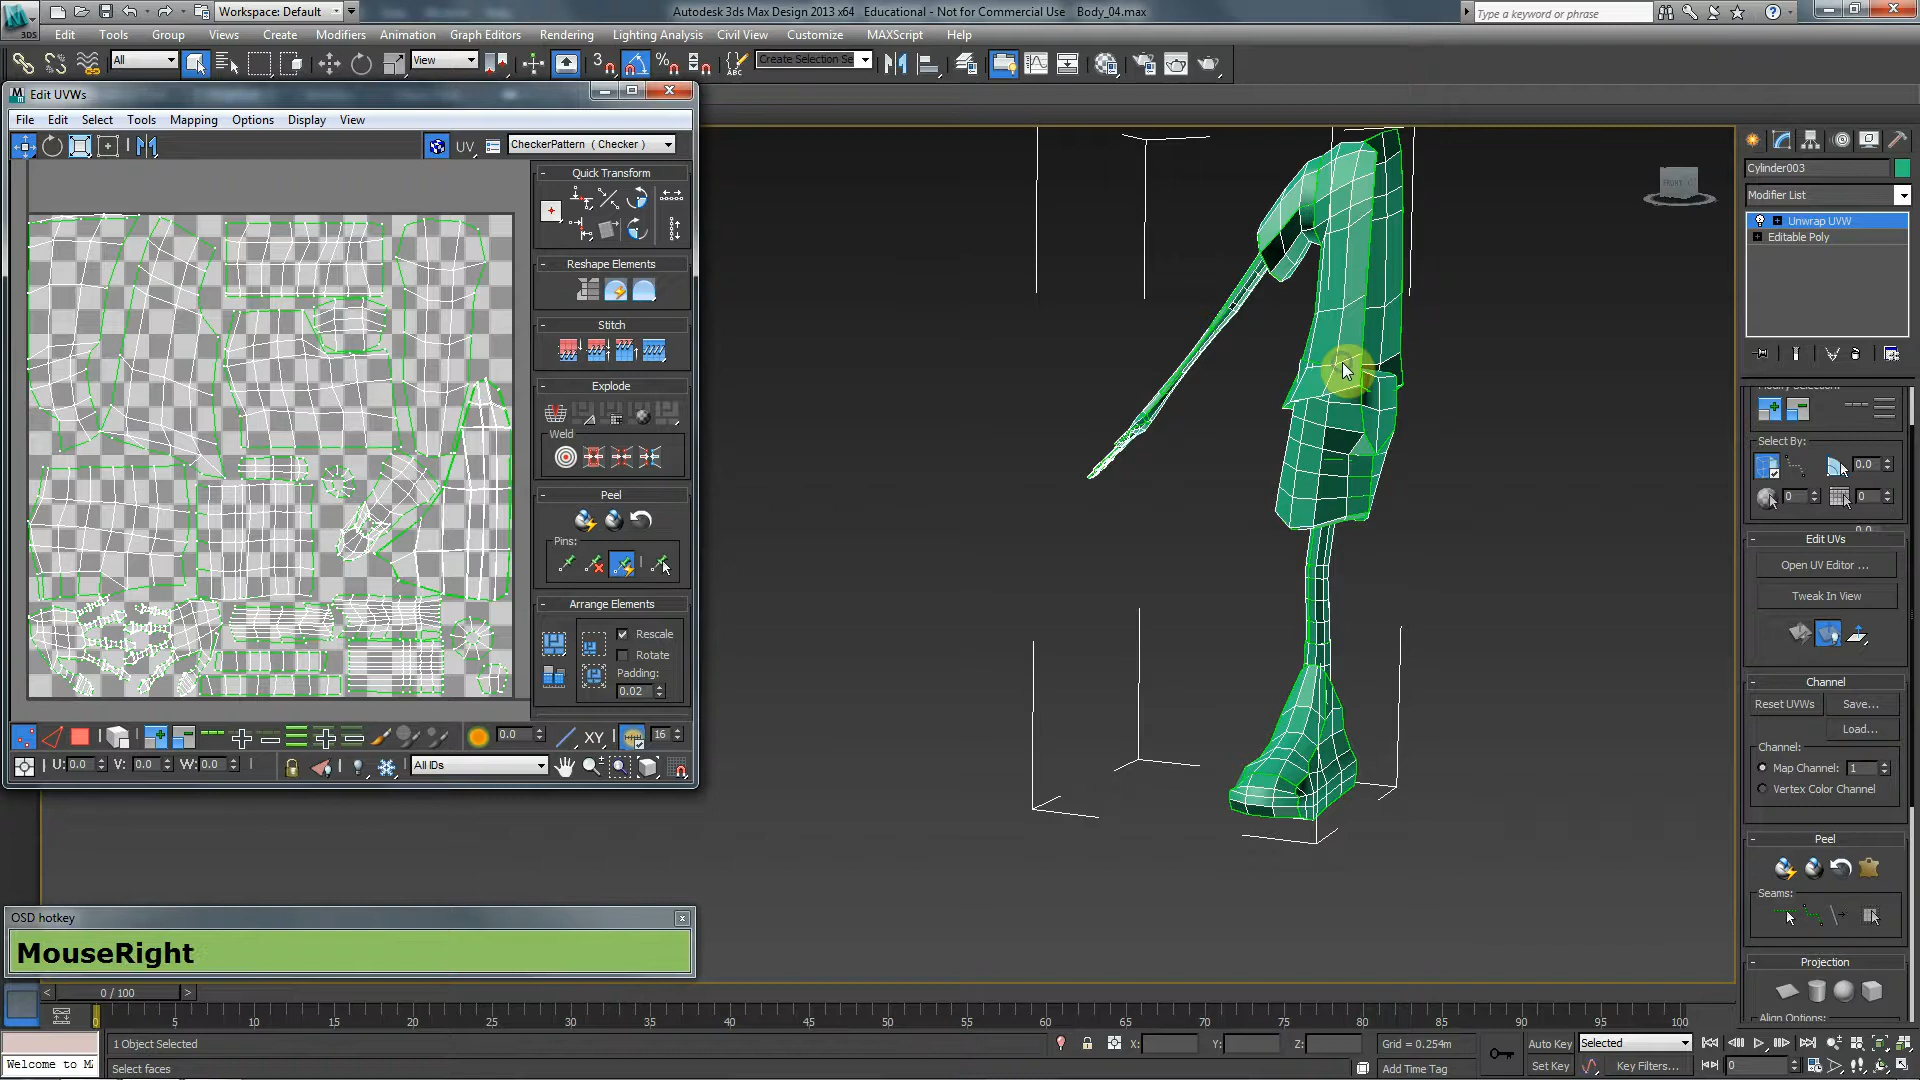 Workspace: Default
Autodesk 3ds Max Design 2013 x64 Educational - Not for Commercial Use Body_04.max
Type a keyword or phrase
3DS
Edit Tools Group Views Create Modifiers Animation Graph Editors Rendering Lighting Analysis Civil View Customize MAXScript Help
All View 3 Create Selection Se
Edit UVWs
File Edit Select Tools Mapping Options Display View
UV CheckerPattern ( Checker )
Quick Transform
Reshape Elements
Stitch
Explode
Weld
Peel
Pins:
Arrange Elements
Rescale
Rotate
Padding:
0.02
0.0 XY 16
U: 0.0 V: 0.0 W: 0.0 All IDs
FRONT
Cylinder003
Modifier List
Unwrap UVW
Editable Poly
Select By:
0.0
0 0
Edit UVs
Open UV Editor ...
Tweak In View
Channel
Reset UVWs Save...
Load...
Channel:
Map Channel: 1
Vertex Color Channel
Peel
Seams:
Projection
Align Options:
OSD hotkey
MouseRight
0 / 100
5 10 15 20 25 30 35 40 45 50 55 60 65 70 75 80 85 90 95 100
1 Object Selected X: Y: Z: Grid = 0.254m Auto Key Selected
Welcome to M Select faces Add Time Tag Set Key Key Filters... 0